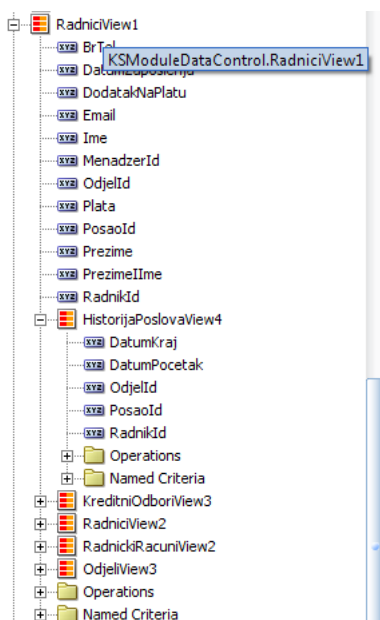 RadniciView1
BrTel
KSModuleDataControl.RadniciView1
DatumZaposlenja
DodatakNaPlatu
Email
Ime
MenadzerId
OdjelId
Plata
PosaoId
Prezime
PrezimeIIme
RadnikId
HistorijaPoslovaView4
DatumKraj
DatumPocetak
OdjelId
PosaoId
RadnikId
Operations
Named Criteria
KreditniOdboriView3
RadniciView2
RadnickiRacuniView2
OdjeliView3
Operations
Named Criteria